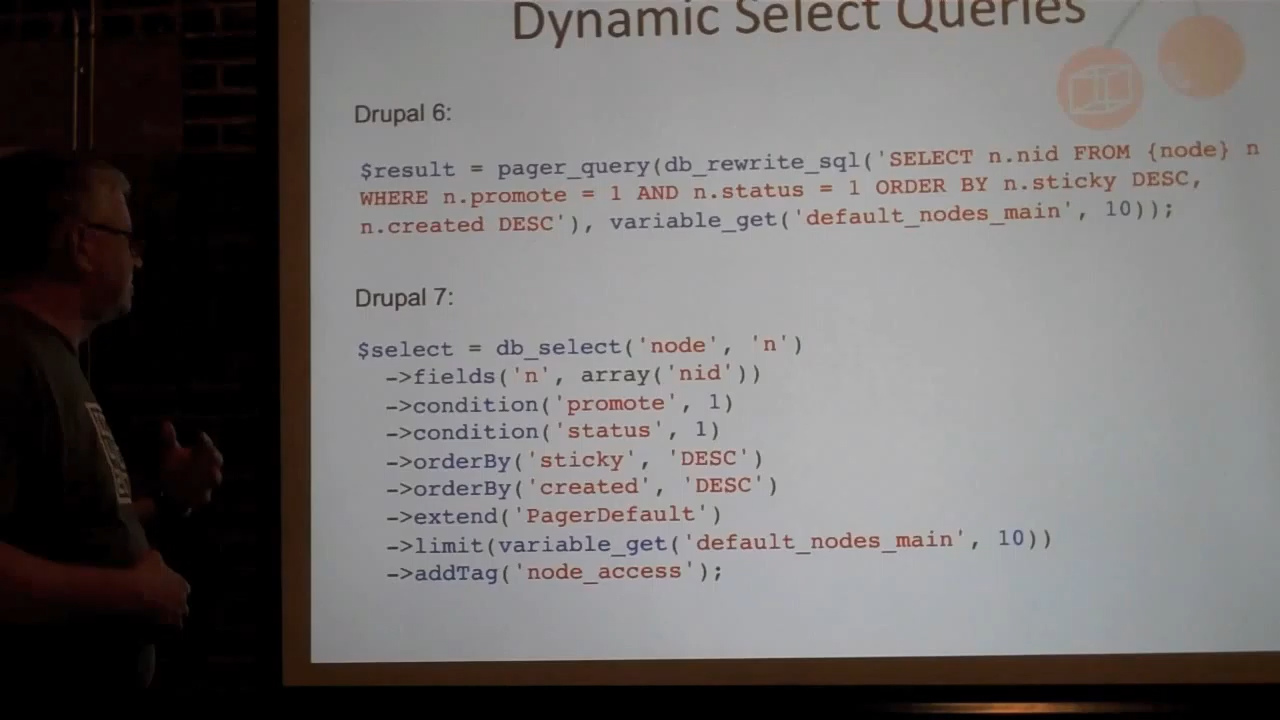 Dynamic Select Queries
Drupal 6:
$result = pager_query(db_rewrite_sql('SELECT n.nid FROM {node} n
WHERE n.promote = 1 AND n.status = 1 ORDER BY n.sticky DESC,
n.created DESC'), variable_get('default_nodes_main', 10));
Drupal 7:
$select = db_select('node', 'n')
->fields('n', array('nid'))
->condition('promote', 1)
->condition('status', 1)
->orderBy('sticky', 'DESC')
->orderBy('created', 'DESC')
->extend('PagerDefault')
->limit(variable_get('default_nodes_main', 10))
->addTag('node_access');